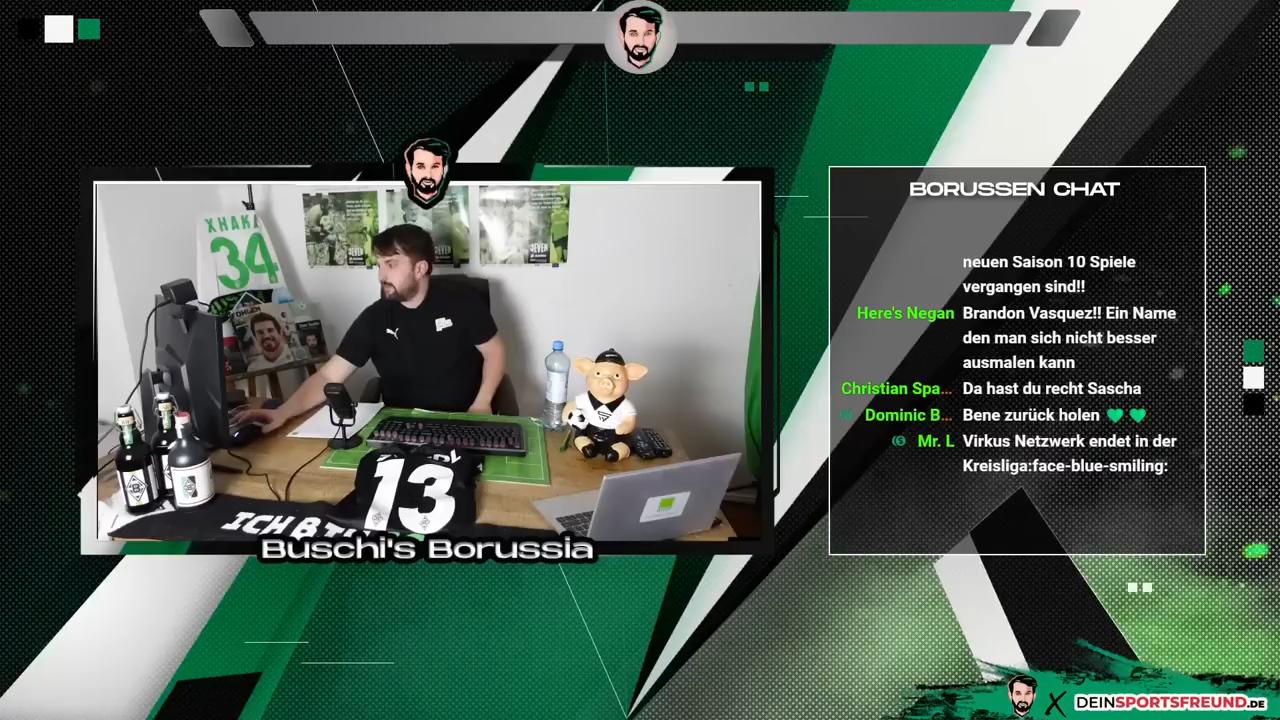 BORUSSEN CHAT
neuen Saison 10 Spiele
vergangen sind!!
Here's Negan Brandon Vasquez!! Ein Name
den man sich nicht besser
ausmalen kann
Christian Spa... Da hast du recht Sascha
Dominic B... Bene zurück holen 💚💚
Mr. L Virkus Netzwerk endet in der
Kreisliga:face-blue-smiling:
XHAKA
34
13
ICH B
Buschi's Borussia
X DEINSPORTSFREUND.DE